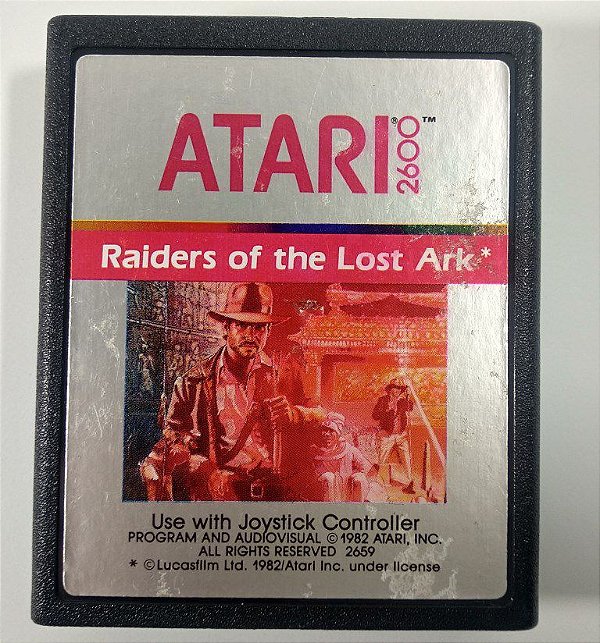 ATARI® 2600™
Raiders of the Lost Ark*
Use with Joystick Controller
PROGRAM AND AUDIOVISUAL © 1982 ATARI, INC.
ALL RIGHTS RESERVED 2659
* ©Lucasfilm Ltd. 1982/Atari Inc. under license